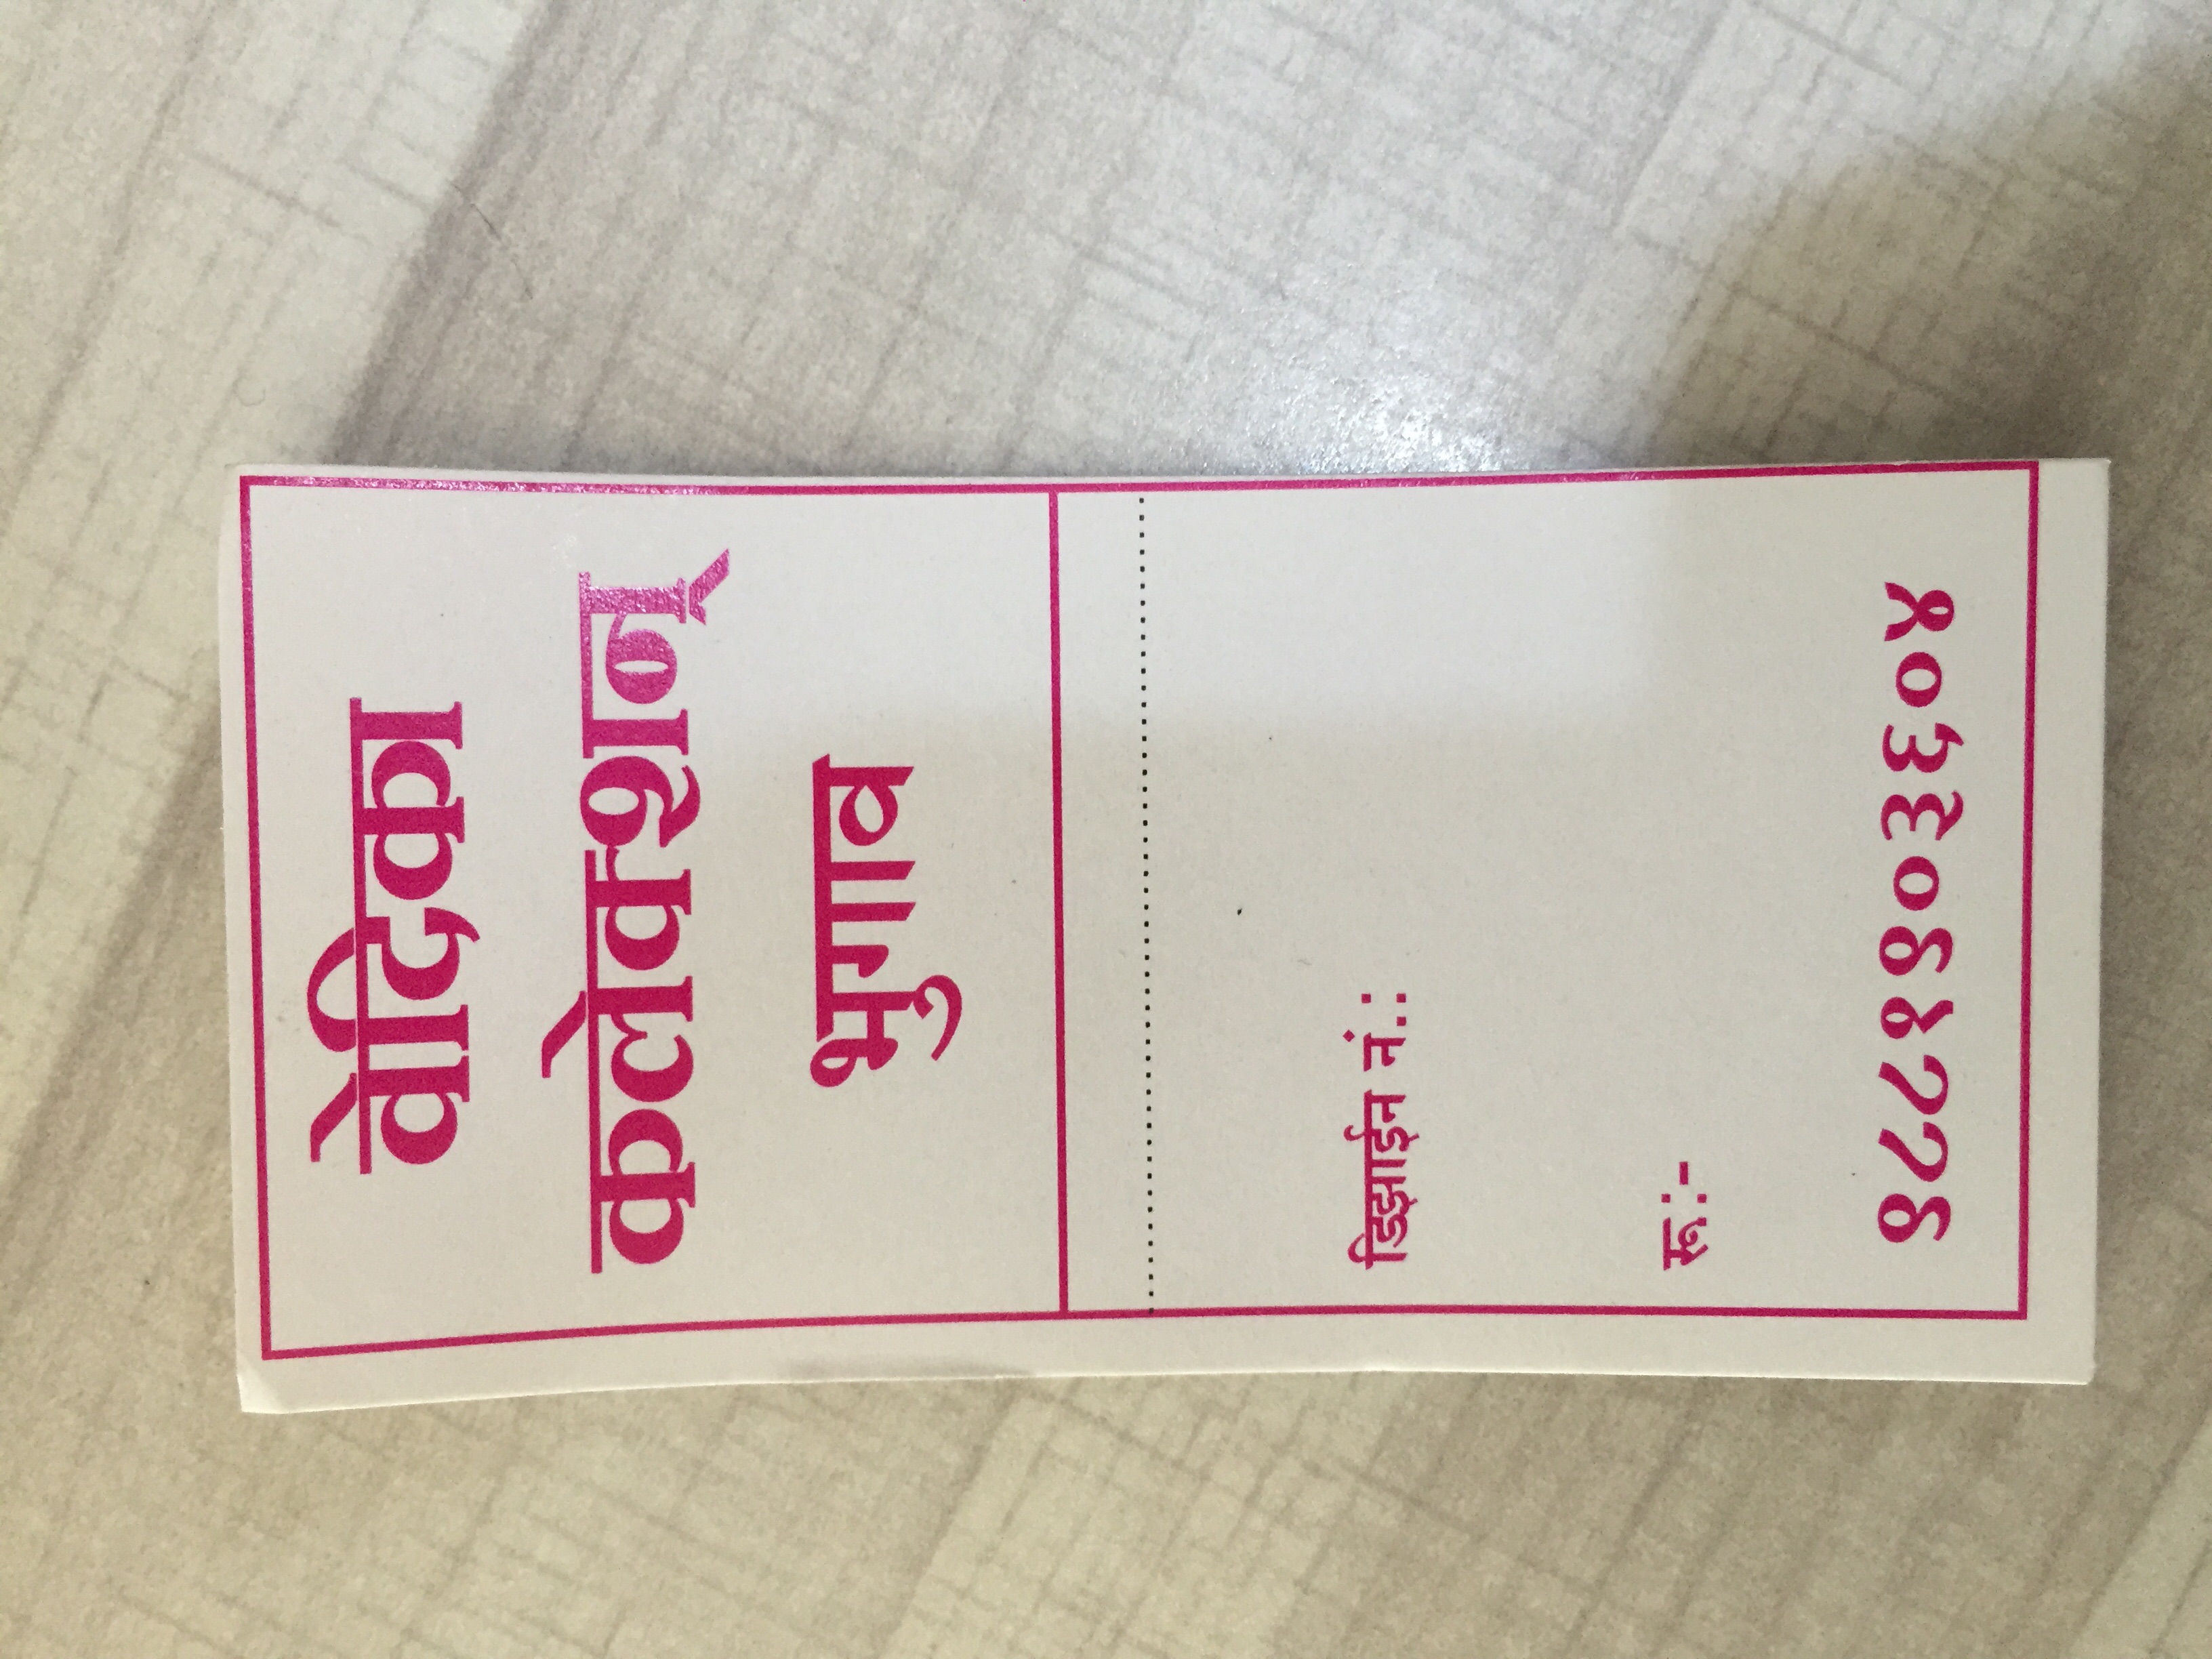 वेदिका
कलेक्शन्
भुगाव
डिझाईन नं.:
रू.:-